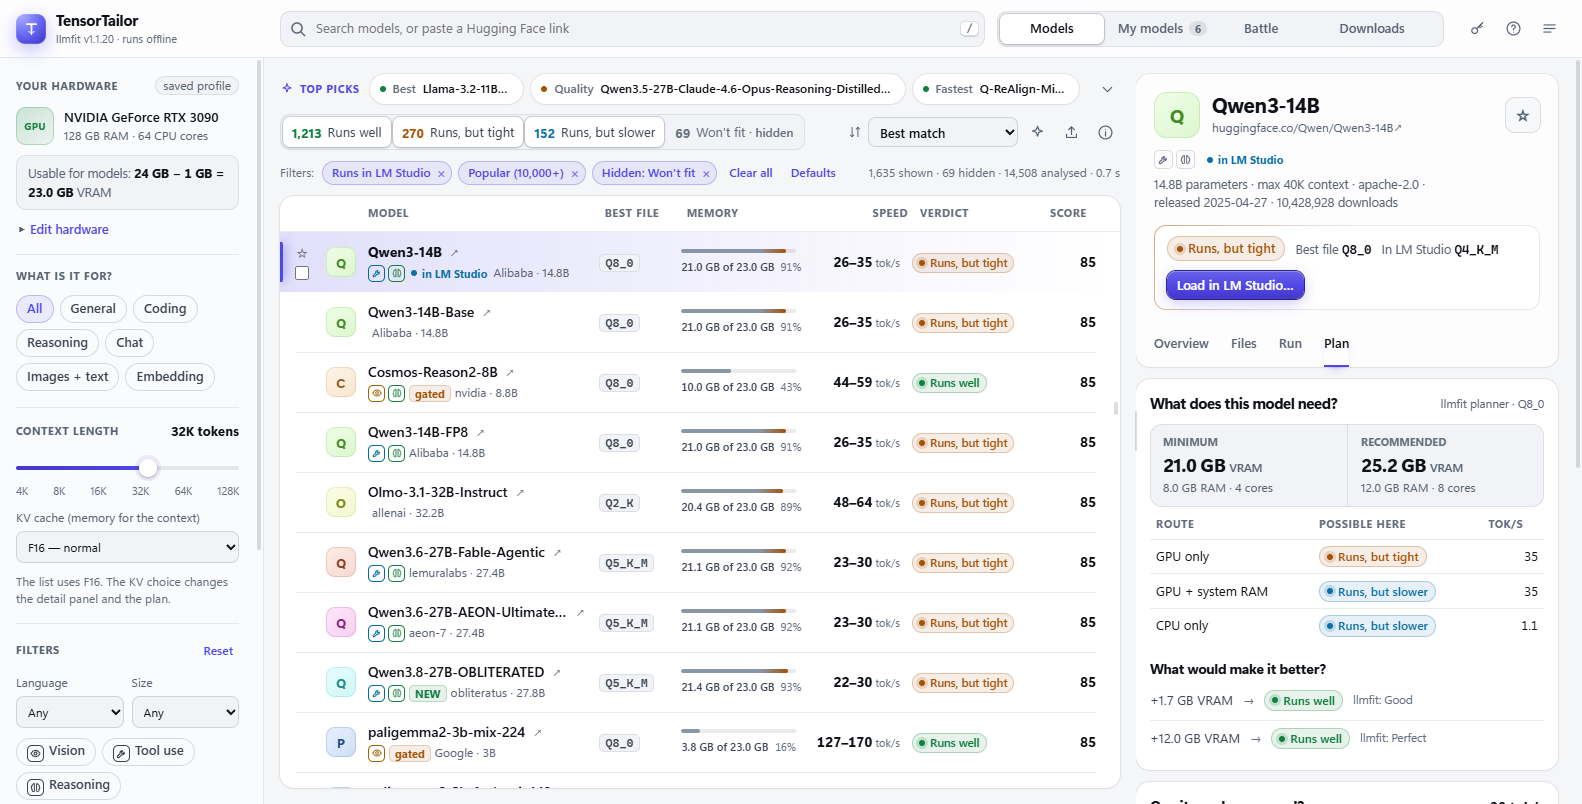 TensorTailor
llmfit v1.1.20 · runs offline
Search models, or paste a Hugging Face link
/
Models
My models 6
Battle
Downloads
YOUR HARDWARE
saved profile
GPU
NVIDIA GeForce RTX 3090
128 GB RAM · 64 CPU cores
Usable for models: 24 GB − 1 GB =
23.0 GB VRAM
▸ Edit hardware
WHAT IS IT FOR?
All
General
Coding
Reasoning
Chat
Images + text
Embedding
CONTEXT LENGTH
32K tokens
4K 8K 16K 32K 64K 128K
KV cache (memory for the context)
F16 — normal
The list uses F16. The KV choice changes
the detail panel and the plan.
FILTERS
Reset
Language
Size
Any
Any
Vision
Tool use
Reasoning
TOP PICKS
Best Llama-3.2-11B...
Quality Qwen3.5-27B-Claude-4.6-Opus-Reasoning-Distilled...
Fastest Q-ReAlign-Mi...
1,213 Runs well
270 Runs, but tight
152 Runs, but slower
69 Won't fit · hidden
Best match
Filters:
Runs in LM Studio ×
Popular (10,000+) ×
Hidden: Won't fit ×
Clear all
Defaults
1,635 shown · 69 hidden · 14,508 analysed · 0.7 s
MODEL BEST FILE MEMORY SPEED VERDICT SCORE
Q
Qwen3-14B ↗
in LM Studio Alibaba · 14.8B
Q8_0
21.0 GB of 23.0 GB 91%
26–35 tok/s
Runs, but tight
85
Q
Qwen3-14B-Base ↗
Alibaba · 14.8B
Q8_0
21.0 GB of 23.0 GB 91%
26–35 tok/s
Runs, but tight
85
C
Cosmos-Reason2-8B ↗
gated nvidia · 8.8B
Q8_0
10.0 GB of 23.0 GB 43%
44–59 tok/s
Runs well
85
Q
Qwen3-14B-FP8 ↗
Alibaba · 14.8B
Q8_0
21.0 GB of 23.0 GB 91%
26–35 tok/s
Runs, but tight
85
O
Olmo-3.1-32B-Instruct ↗
allenai · 32.2B
Q2_K
20.4 GB of 23.0 GB 89%
48–64 tok/s
Runs, but tight
85
Q
Qwen3.6-27B-Fable-Agentic ↗
lemuralabs · 27.4B
Q5_K_M
21.1 GB of 23.0 GB 92%
23–30 tok/s
Runs, but tight
85
Q
Qwen3.6-27B-AEON-Ultimate... ↗
aeon-7 · 27.4B
Q5_K_M
21.1 GB of 23.0 GB 92%
23–30 tok/s
Runs, but tight
85
Q
Qwen3.8-27B-OBLITERATED ↗
NEW obliteratus · 27.8B
Q5_K_M
21.4 GB of 23.0 GB 93%
22–30 tok/s
Runs, but tight
85
P
paligemma2-3b-mix-224 ↗
gated Google · 3B
Q8_0
3.8 GB of 23.0 GB 16%
127–170 tok/s
Runs well
85
Q
Qwen3-14B
huggingface.co/Qwen/Qwen3-14B↗
in LM Studio
14.8B parameters · max 40K context · apache-2.0 ·
released 2025-04-27 · 10,428,928 downloads
Runs, but tight Best file Q8_0 In LM Studio Q4_K_M
Load in LM Studio...
Overview
Files
Run
Plan
What does this model need?
llmfit planner · Q8_0
MINIMUM
21.0 GB VRAM
8.0 GB RAM · 4 cores
RECOMMENDED
25.2 GB VRAM
12.0 GB RAM · 8 cores
ROUTE POSSIBLE HERE TOK/S
GPU only Runs, but tight 35
GPU + system RAM Runs, but slower 35
CPU only Runs, but slower 1.1
What would make it better?
+1.7 GB VRAM → Runs well llmfit: Good
+12.0 GB VRAM → Runs well llmfit: Perfect